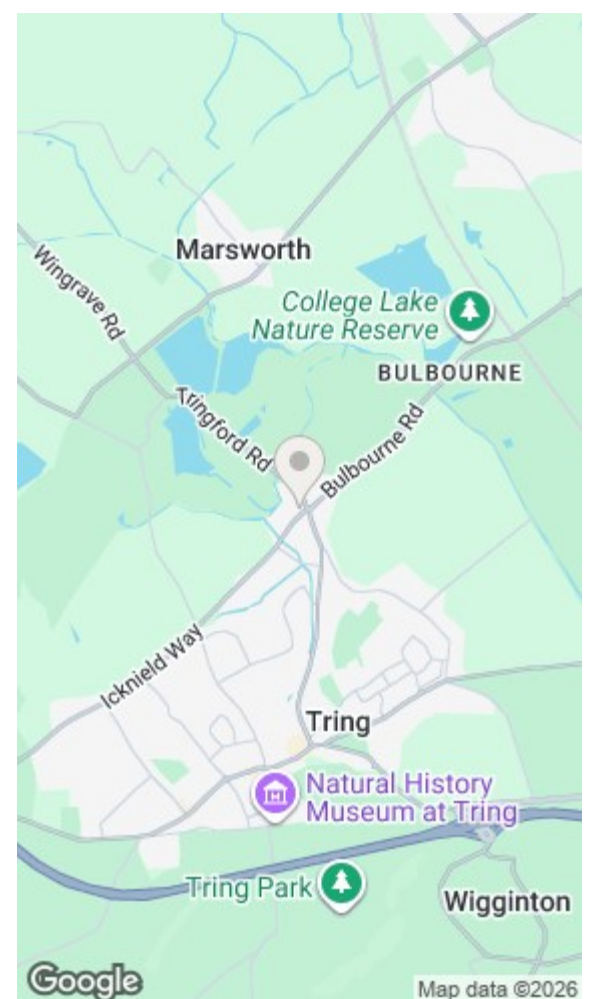 Marsworth
Wingrave Rd
College Lake
Nature Reserve
BULBOURNE
Tringford Rd
Bulbourne Rd
Icknield Way
Tring
Natural History
Museum at Tring
Tring Park
Wigginton
Google
Map data ©2026